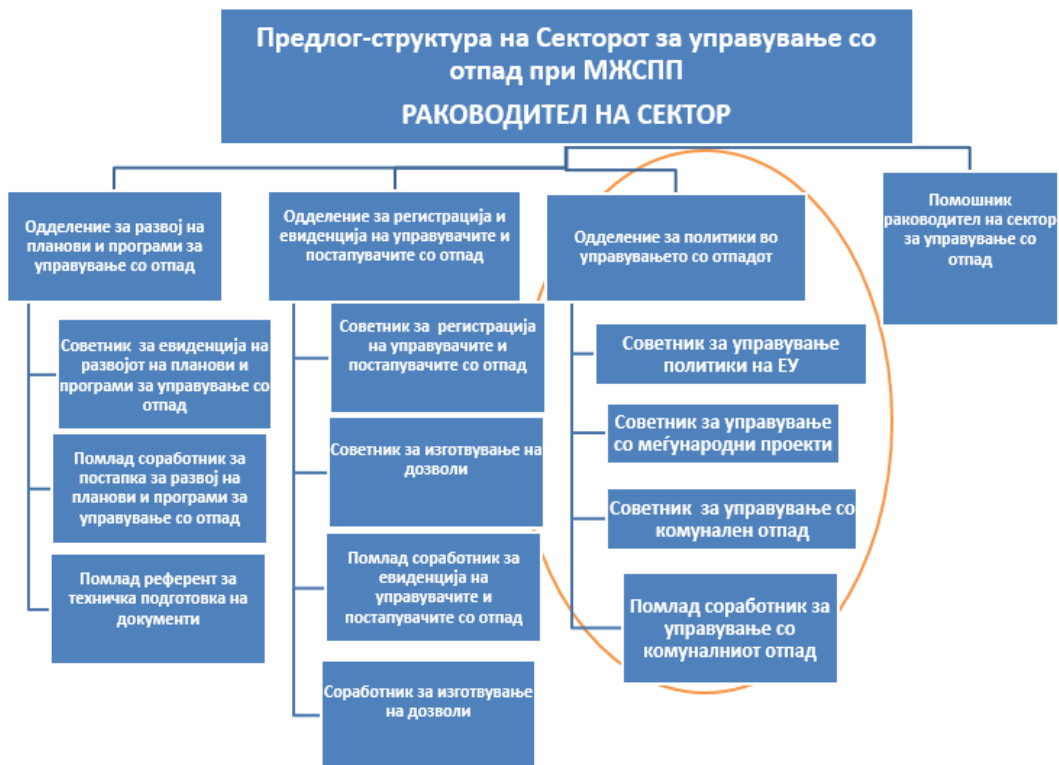 Предлог-структура на Секторот за управување со
отпад при МЖСПП
РАКОВОДИТЕЛ НА СЕКТОР
Одделение за развој на
планови и програми за
управување со отпад
Советник за евиденција на
развојот на планови и
програми за управување со
отпад
Помлад соработник за
постапка за развој на
планови и програми за
управување со отпад
Помлад референт за
техничка подготовка на
документи
Одделение за регистрација и
евиденција на управувачите и
постапувачите со отпад
Советник за регистрација
на управувачите и
постапувачите со отпад
Советник за изготвување на
дозволи
Помлад соработник за
евиденција на
управувачите и
постапувачите со отпад
Соработник за изготвување
на дозволи
Одделение за политики во
управувањето со отпадот
Советник за управување
политики на ЕУ
Советник за управување
со меѓународни проекти
Советник за управување со
комунален отпад
Помлад соработник за
управување со
комуналниот отпад
Помошник
раководител на сектор
за управување со
отпад